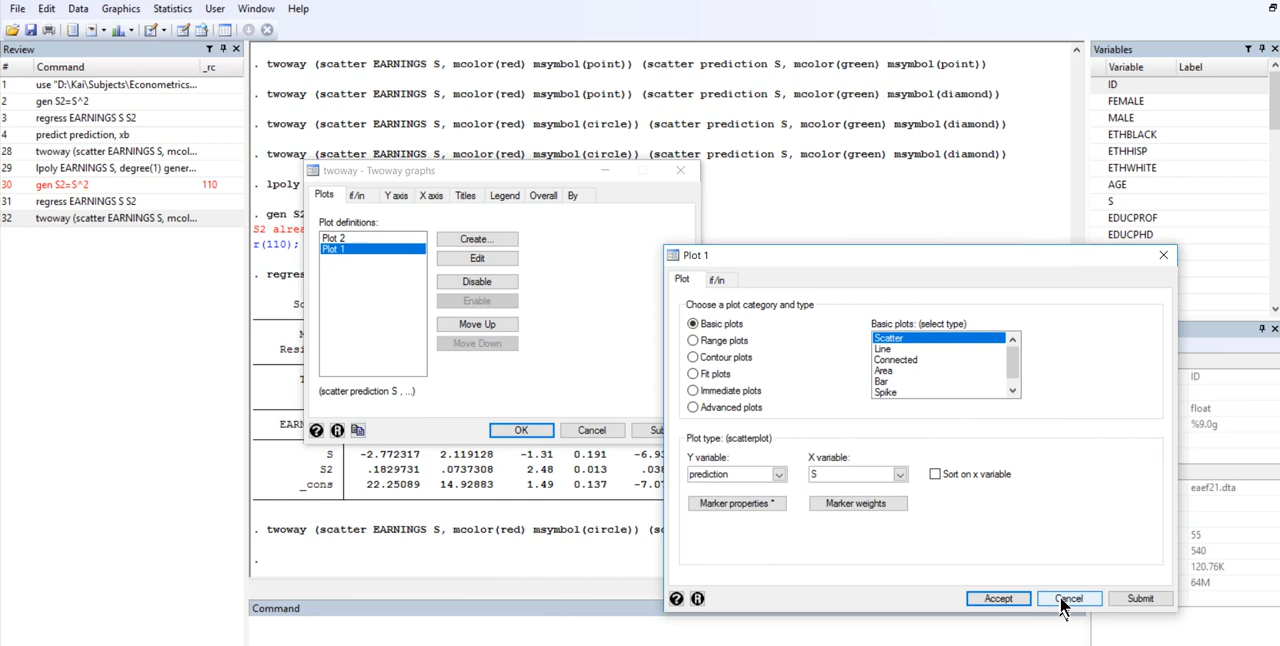 File Edit Data Graphics Statistics User Window Help
Review
# Command _rc
1 use "D:\Kai\Subjects\Econometrics...
2 gen S2=S^2
3 regress EARNINGS S S2
4 predict prediction, xb
28 twoway (scatter EARNINGS S, mcol...
29 lpoly EARNINGS S, degree(1) gener...
30 gen S2=S^2 110
31 regress EARNINGS S S2
32 twoway (scatter EARNINGS S, mcol...
. twoway (scatter EARNINGS S, mcolor(red) msymbol(point)) (scatter prediction S, mcolor(green) msymbol(point))
. twoway (scatter EARNINGS S, mcolor(red) msymbol(point)) (scatter prediction S, mcolor(green) msymbol(diamond))
. twoway (scatter EARNINGS S, mcolor(red) msymbol(circle)) (scatter prediction S, mcolor(green) msymbol(diamond))
. twoway (scatter EARNINGS S, mcolor(red) msymbol(circle)) (scatter prediction S, mcolor(green) msymbol(diamond))
. lpoly
. gen S2
S2 alrea
r(110);
. regres
So
M
Resi
T
EARN
S -2.772317 2.119128 -1.31 0.191 -6.93
S2 .1829731 .0737308 2.48 0.013 .038
_cons 22.25089 14.92883 1.49 0.137 -7.07
. twoway (scatter EARNINGS S, mcolor(red) msymbol(circle)) (sc
.
Command
twoway - Twoway graphs
Plots if/in Y axis X axis Titles Legend Overall By
Plot definitions:
Plot 2
Plot 1
Create...
Edit
Disable
Enable
Move Up
Move Down
(scatter prediction S , ...)
OK Cancel Sub
Plot 1
Plot if/in
Choose a plot category and type
Basic plots
Range plots
Contour plots
Fit plots
Immediate plots
Advanced plots
Basic plots: (select type)
Scatter
Line
Connected
Area
Bar
Spike
Plot type: (scatterplot)
Y variable: X variable:
prediction S Sort on x variable
Marker properties * Marker weights
Accept Cancel Submit
Variables
Variable Label
ID
FEMALE
MALE
ETHBLACK
ETHHISP
ETHWHITE
AGE
S
EDUCPROF
EDUCPHD
ID
float
%9.0g
eaef21.dta
55
540
120.76K
64M